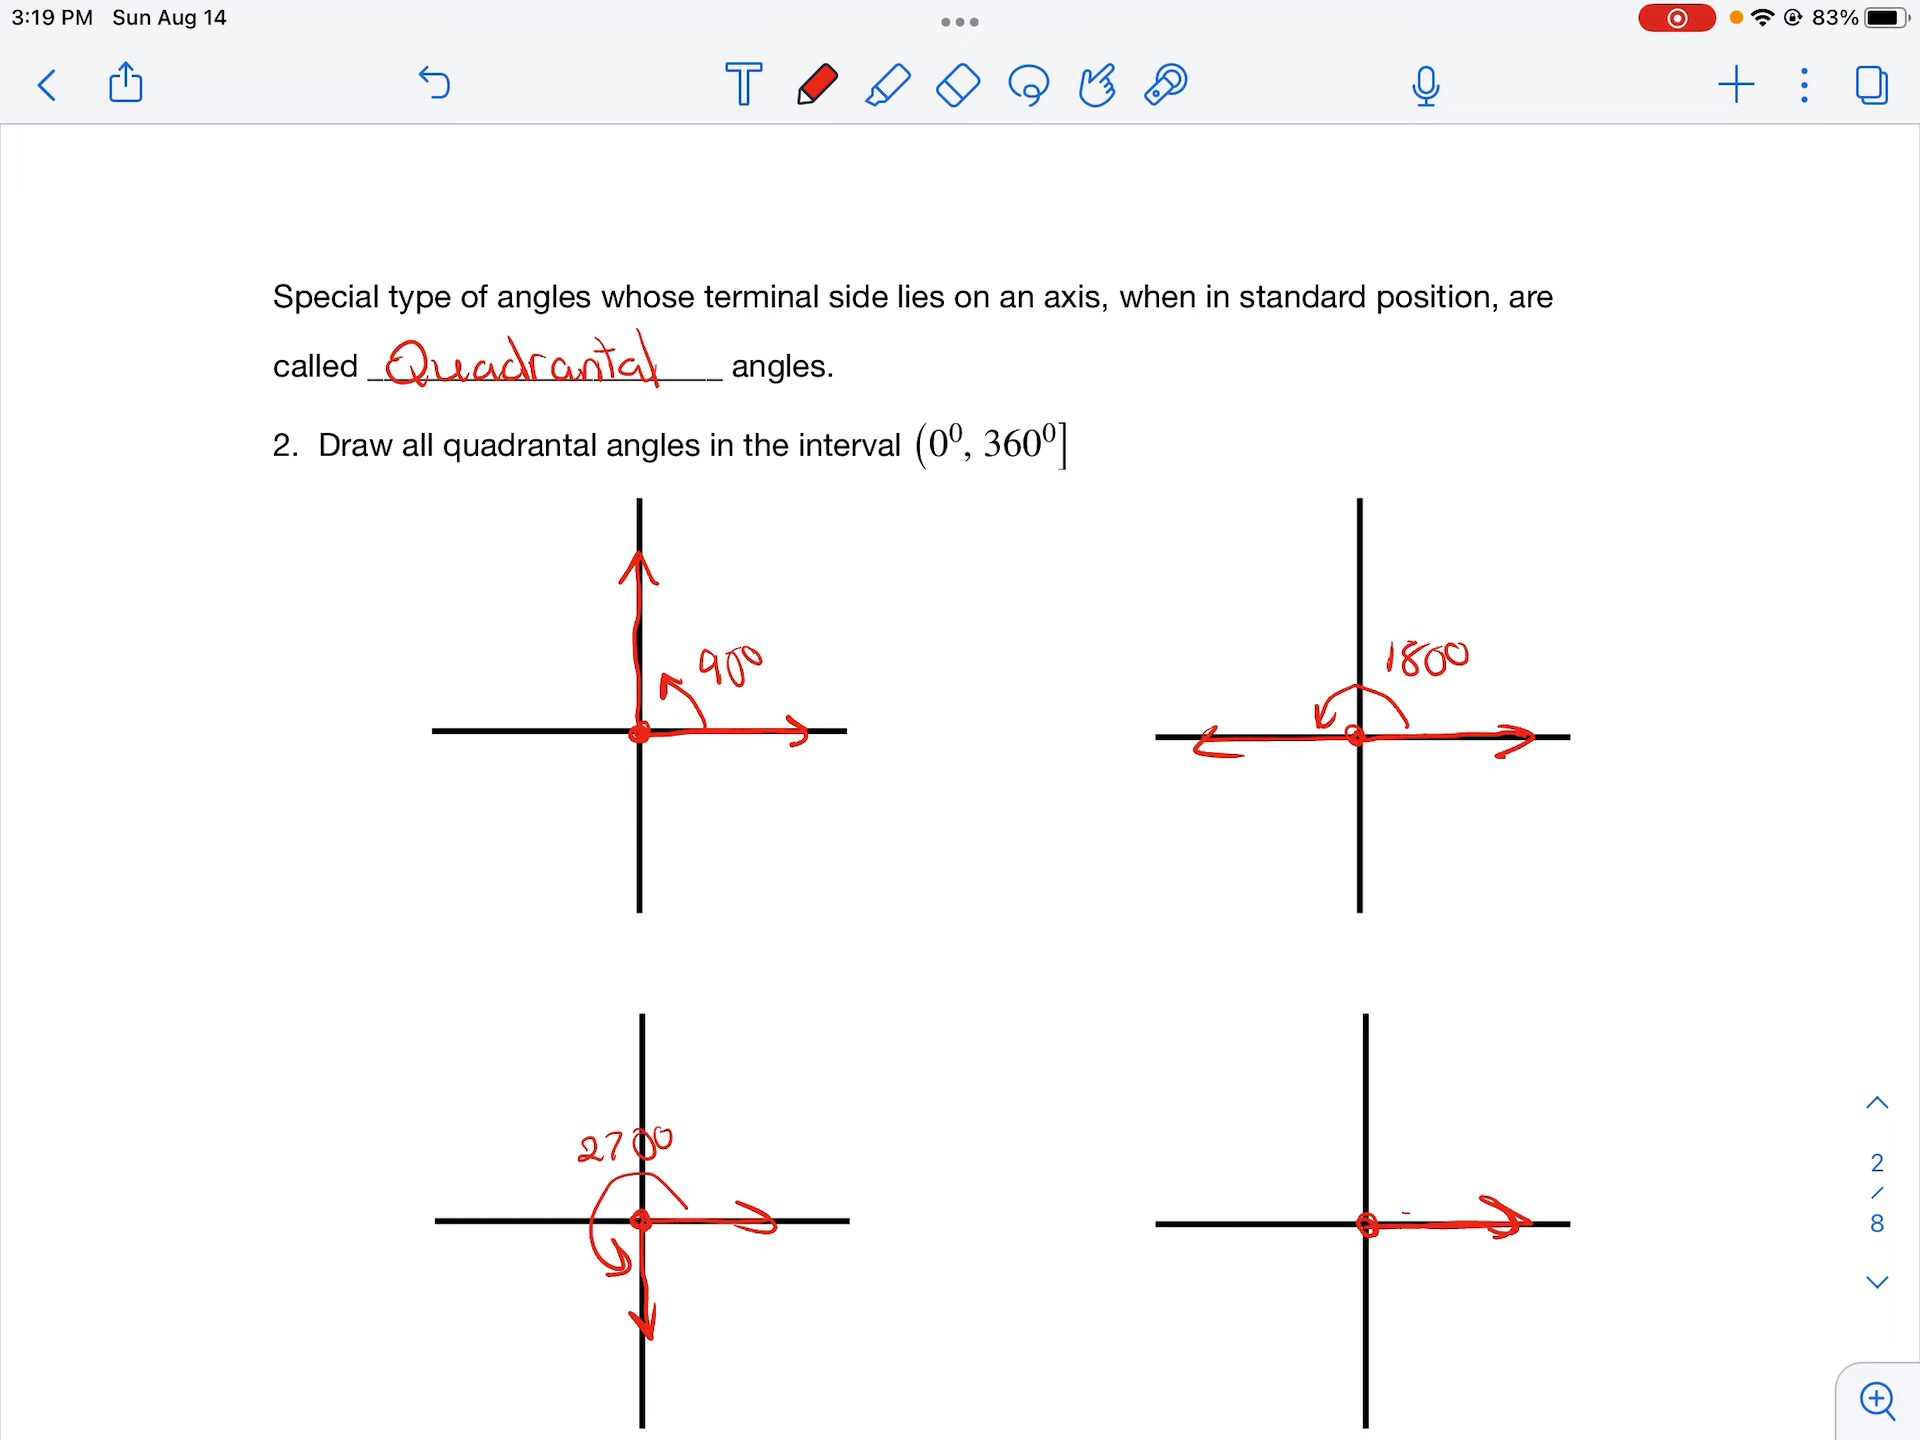 3:19 PM Sun Aug 14
83%
T
Special type of angles whose terminal side lies on an axis, when in standard position, are
called Quadrantal angles.
2. Draw all quadrantal angles in the interval (0⁰, 360⁰]
90⁰
180⁰
270⁰
2
/
8